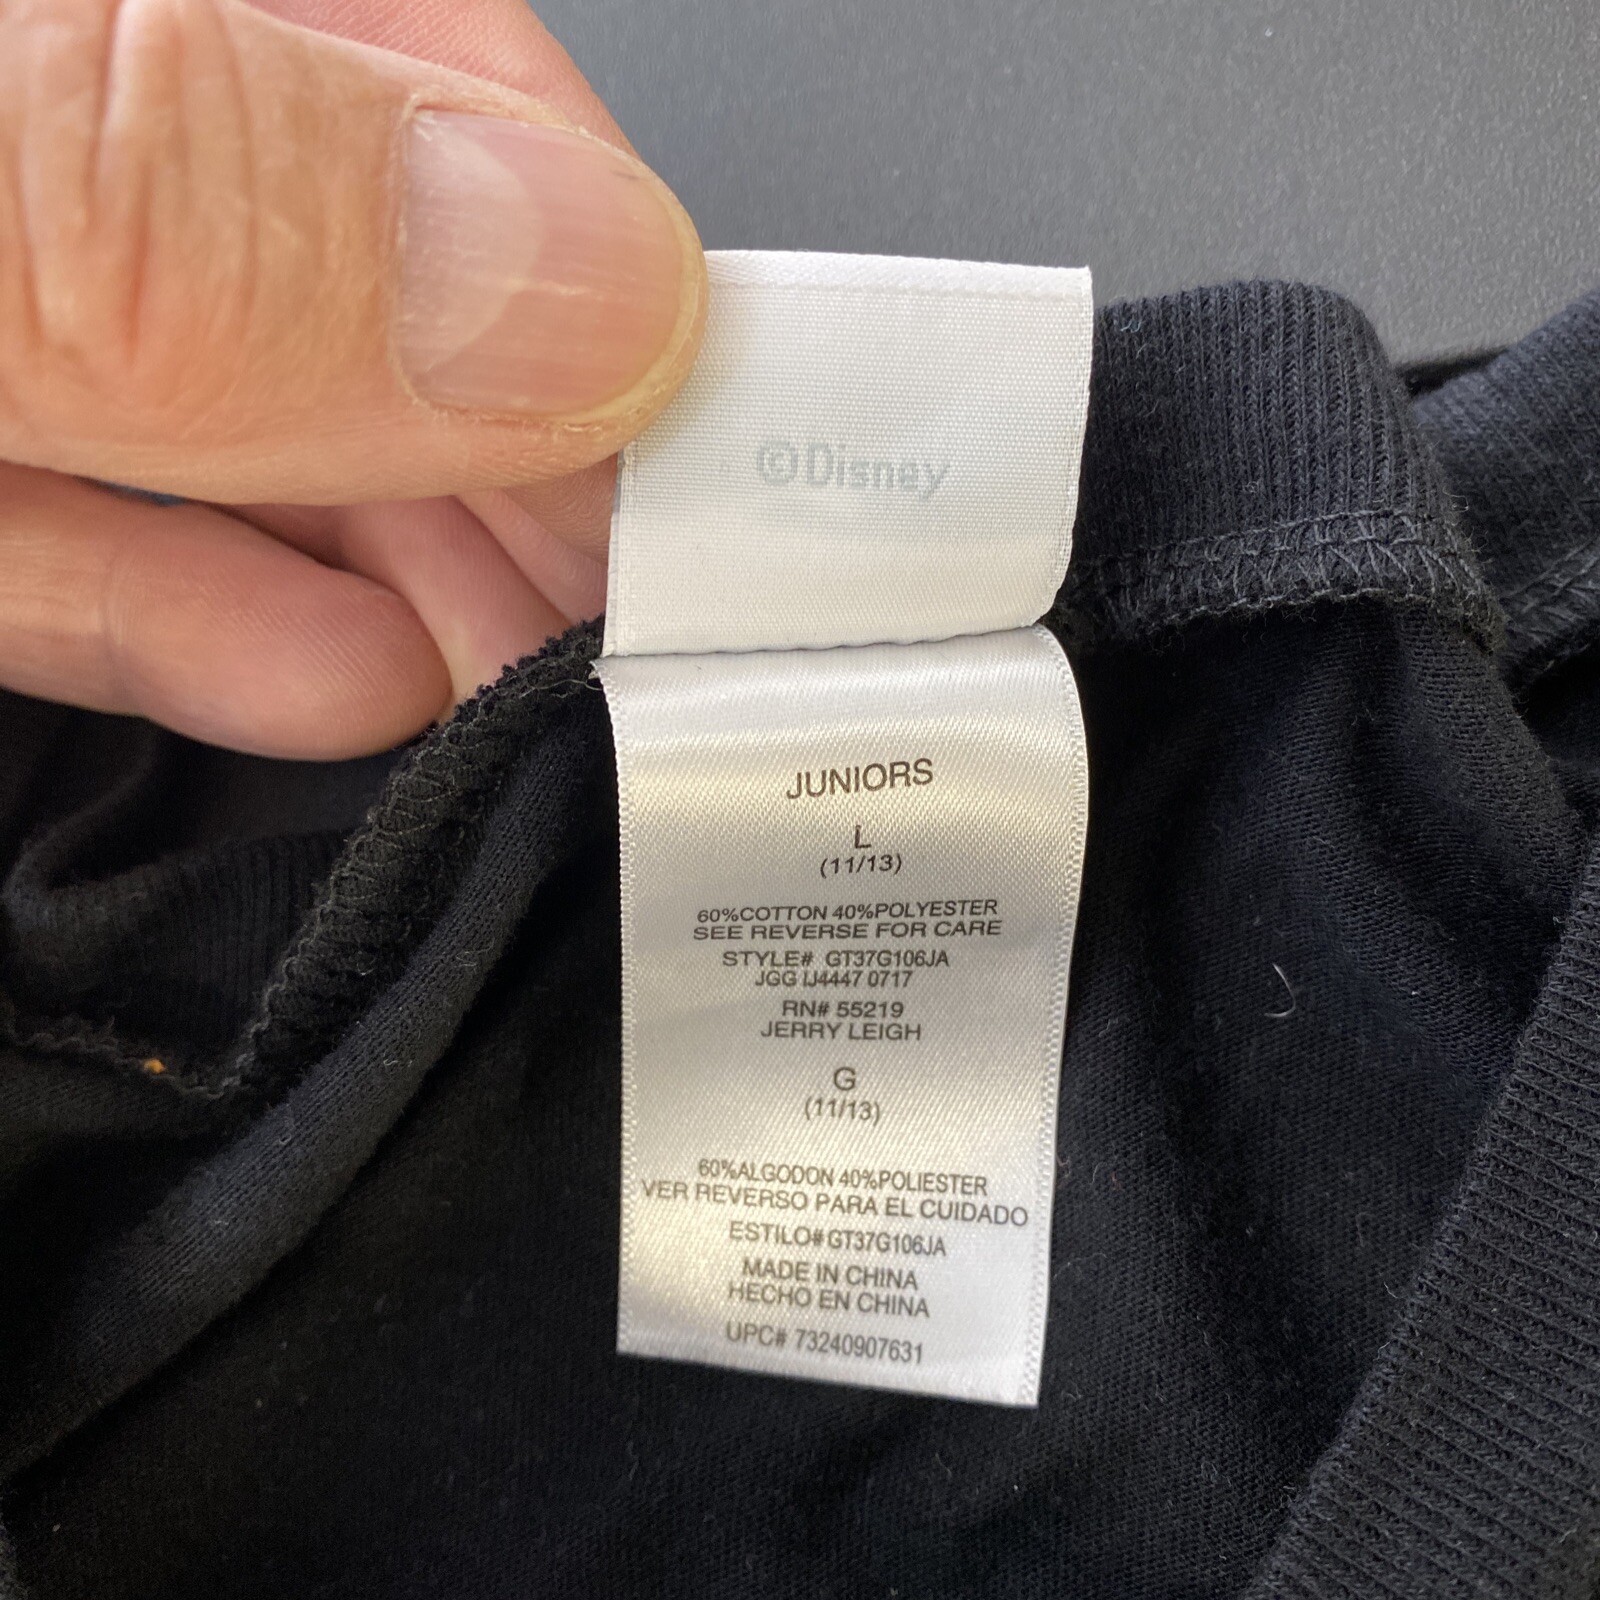 ©Disney
JUNIORS
L
(11/13)
60%COTTON 40%POLYESTER
SEE REVERSE FOR CARE
STYLE# GT37G106JA
JGG IJ4447 0717
RN# 55219
JERRY LEIGH
G
(11/13)
60%ALGODON 40%POLIESTER
VER REVERSO PARA EL CUIDADO
ESTILO#GT37G106JA
MADE IN CHINA
HECHO EN CHINA
UPC# 73240907631